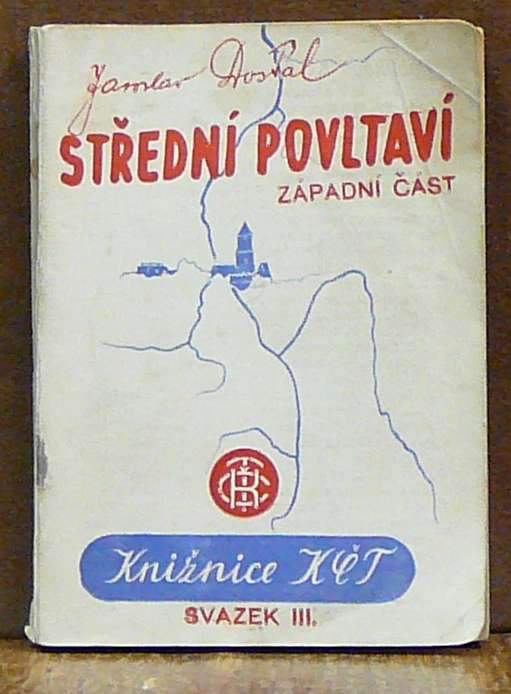 Jaroslav Dostál
STŘEDNÍ POVLTAVÍ
ZÁPADNÍ ČÁST
Knižnice KČT
SVAZEK III.